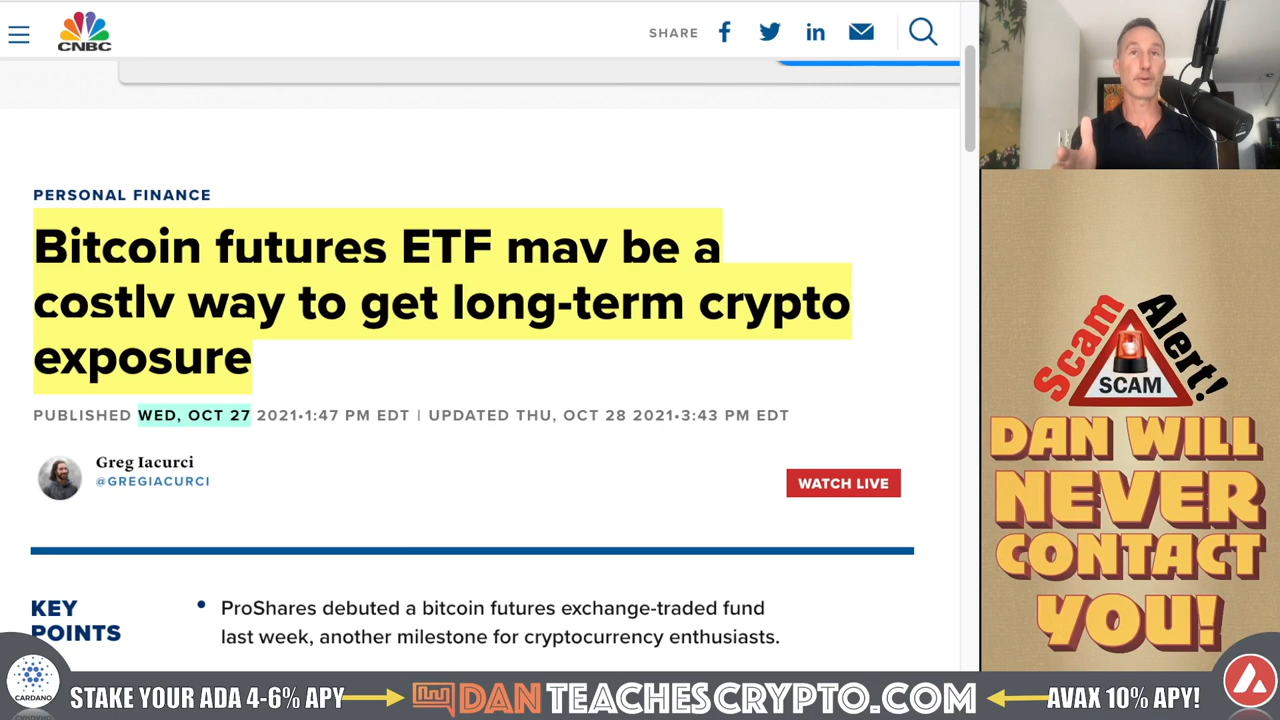 CNBC
SHARE
PERSONAL FINANCE
Bitcoin futures ETF may be a
costly way to get long-term crypto
exposure
PUBLISHED WED, OCT 27 2021•1:47 PM EDT | UPDATED THU, OCT 28 2021•3:43 PM EDT
Greg Iacurci
@GREGIACURCI
WATCH LIVE
KEY
POINTS
• ProShares debuted a bitcoin futures exchange-traded fund
last week, another milestone for cryptocurrency enthusiasts.
Scam Alert!
SCAM
DAN WILL
NEVER
CONTACT
YOU!
CARDANO
STAKE YOUR ADA 4-6% APY
DANTEACHESCRYPTO.COM
AVAX 10% APY!